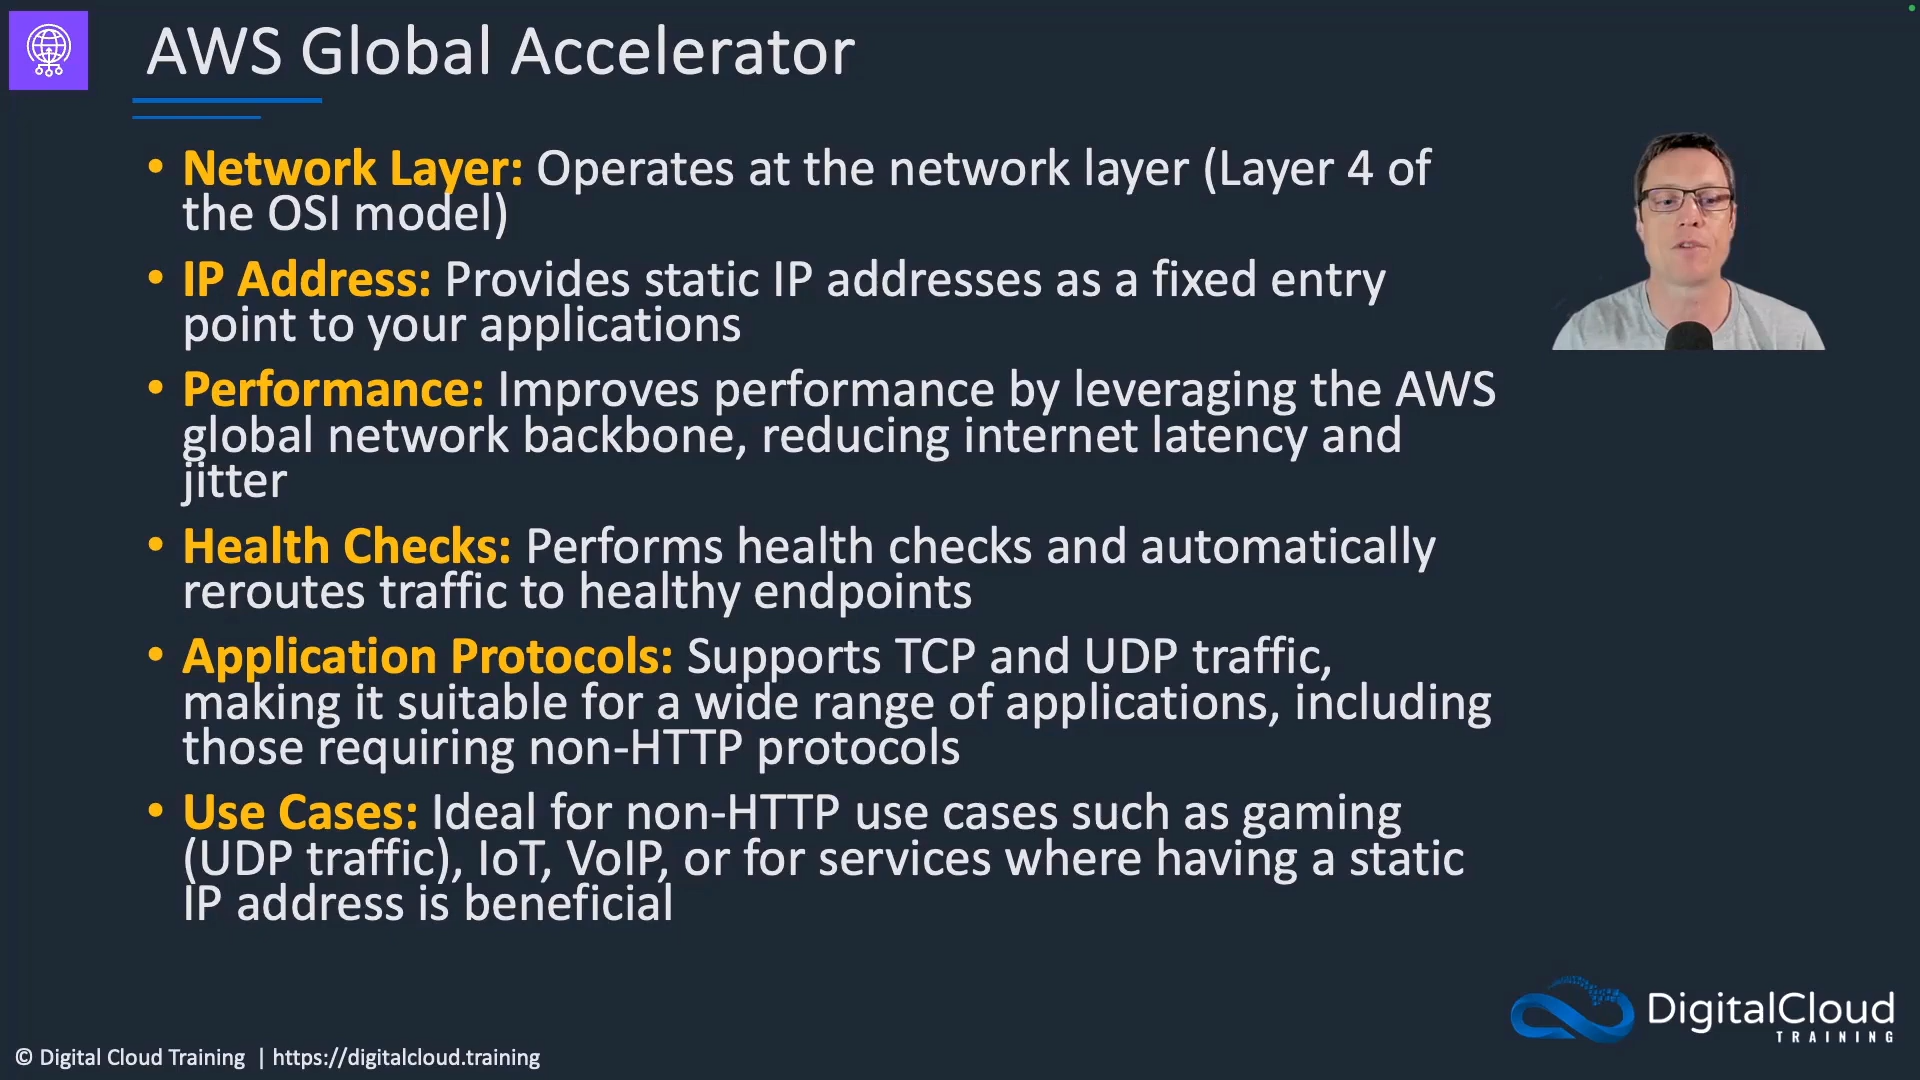 AWS Global Accelerator
• Network Layer: Operates at the network layer (Layer 4 of
the OSI model)
• IP Address: Provides static IP addresses as a fixed entry
point to your applications
• Performance: Improves performance by leveraging the AWS
global network backbone, reducing internet latency and
jitter
• Health Checks: Performs health checks and automatically
reroutes traffic to healthy endpoints
• Application Protocols: Supports TCP and UDP traffic,
making it suitable for a wide range of applications, including
those requiring non-HTTP protocols
• Use Cases: Ideal for non-HTTP use cases such as gaming
(UDP traffic), IoT, VoIP, or for services where having a static
IP address is beneficial
DigitalCloud
TRAINING
© Digital Cloud Training | https://digitalcloud.training